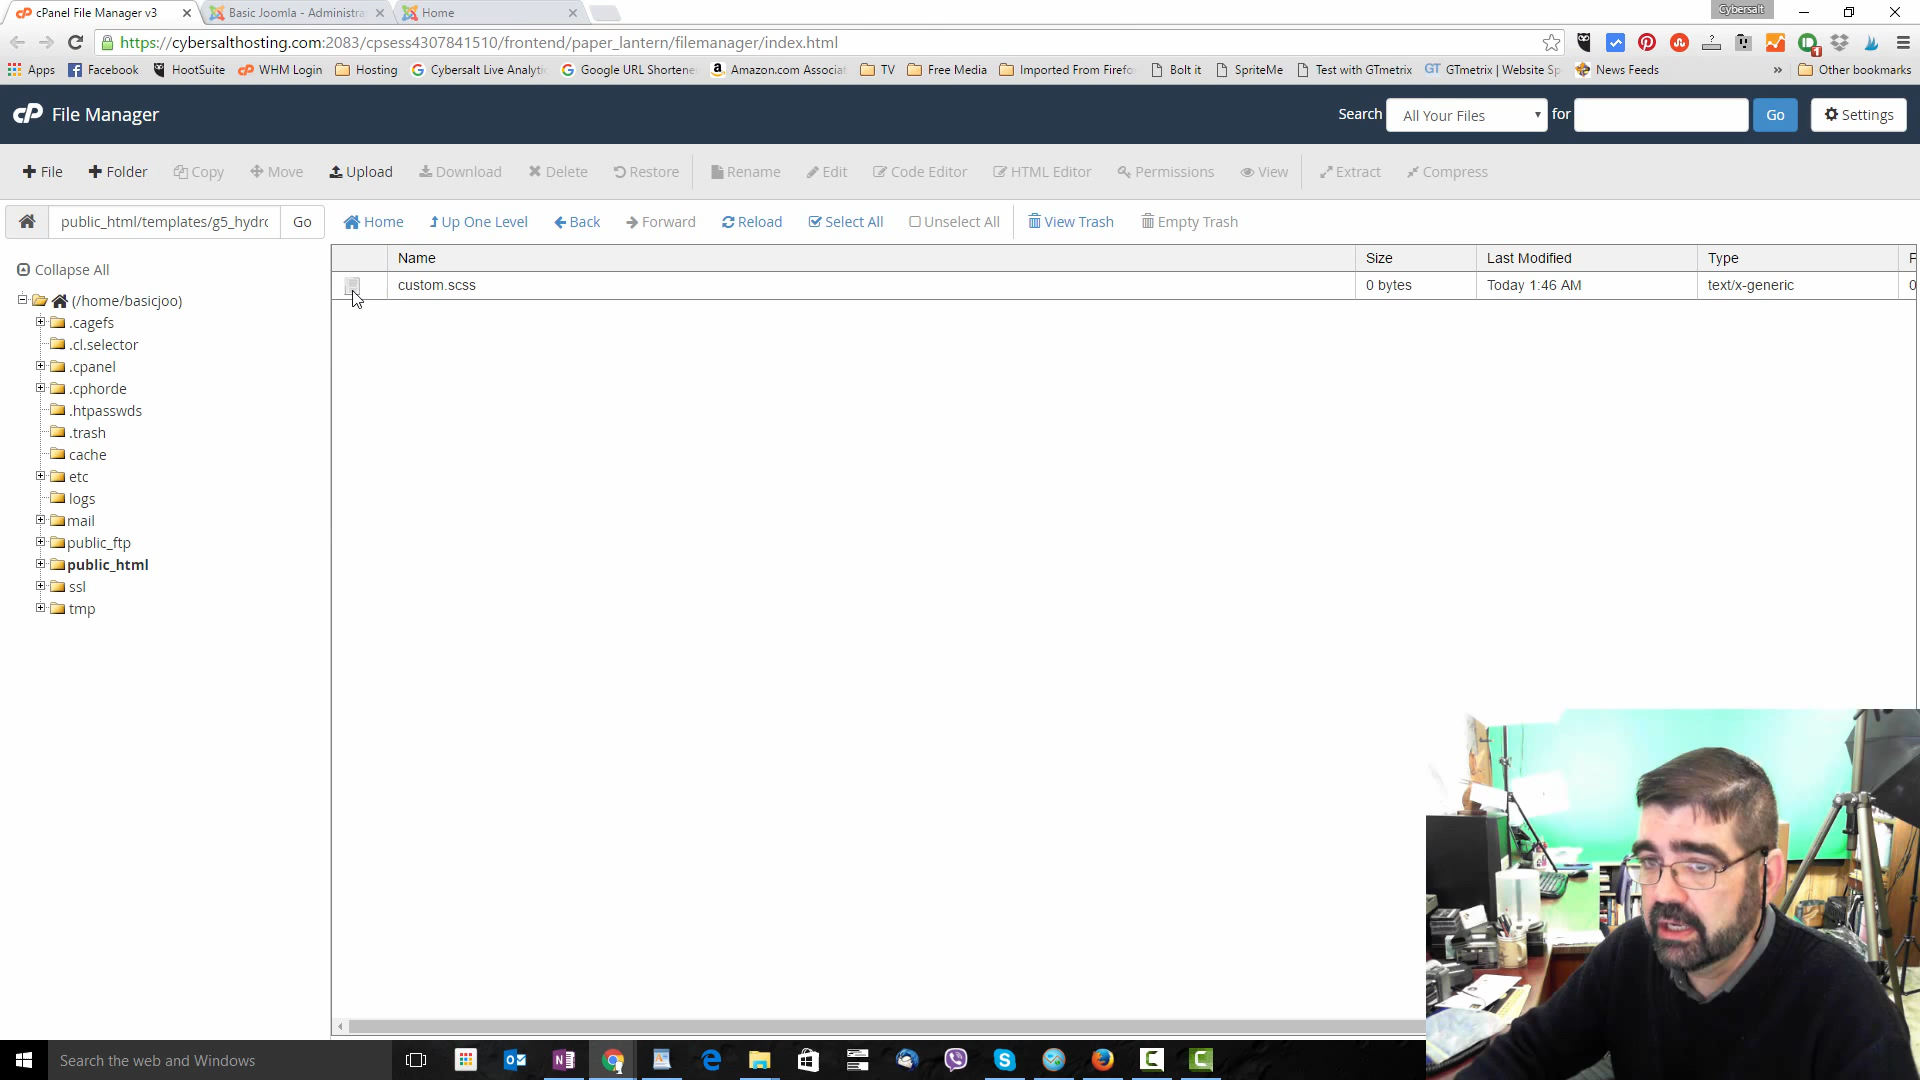 cPanel File Manager v3
Basic Joomla - Administra
Home
Cybersalt
https://cybersalthosting.com:2083/cpsess4307841510/frontend/paper_lantern/filemanager/index.html
Apps
Facebook
HootSuite
WHM Login
Hosting
Cybersalt Live Analyti
Google URL Shortene
Amazon.com Associat
TV
Free Media
Imported From Firefo
Bolt it
SpriteMe
Test with GTmetrix
GTmetrix | Website Sp
News Feeds
»
Other bookmarks
cP File Manager
Search
All Your Files
for
Go
Settings
File
Folder
Copy
Move
Upload
Download
Delete
Restore
Rename
Edit
Code Editor
HTML Editor
Permissions
View
Extract
Compress
public_html/templates/g5_hydro
Go
Home
Up One Level
Back
Forward
Reload
Select All
Unselect All
View Trash
Empty Trash
Collapse All
(/home/basicjoo)
.cagefs
.cl.selector
.cpanel
.cphorde
.htpasswds
.trash
cache
etc
logs
mail
public_ftp
public_html
ssl
tmp
Name
Size
Last Modified
Type
P
custom.scss
0 bytes
Today 1:46 AM
text/x-generic
0
Search the web and Windows